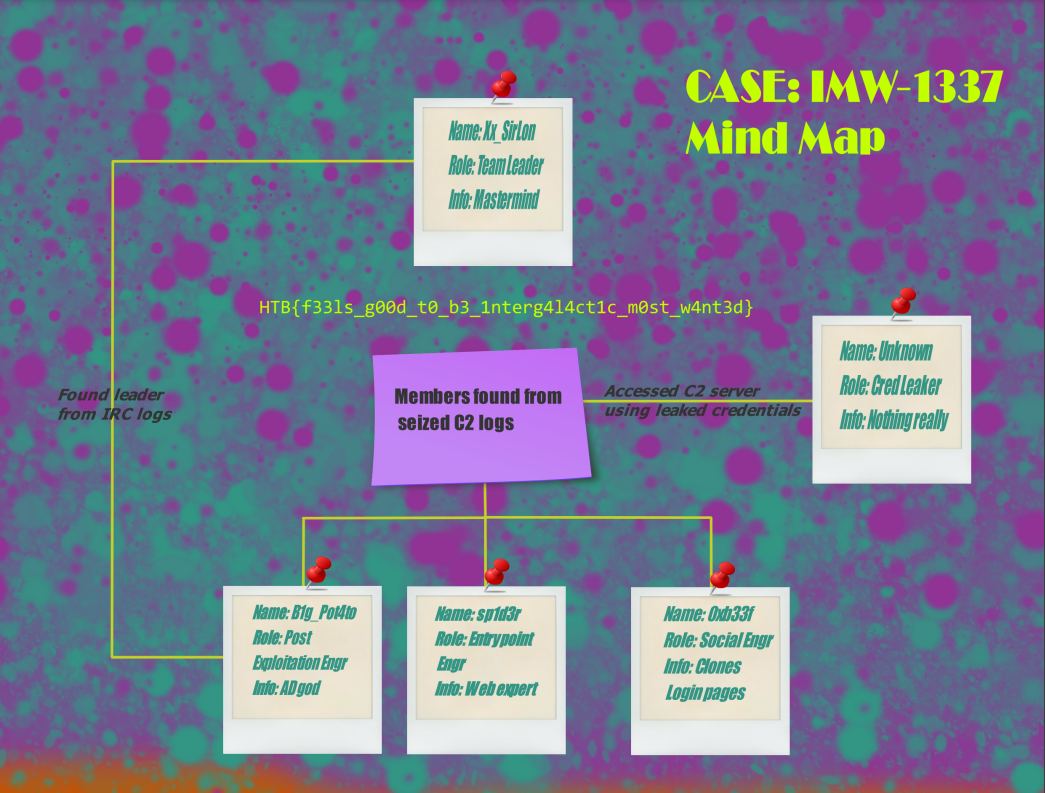 CASE: IMW-1337
Mind Map
Name: Xx_SirLon
Role: Team Leader
Info: Mastermind
HTB{f33ls_g00d_t0_b3_1nterg4l4ct1c_m0st_w4nt3d}
Name: Unknown
Role: Cred Leaker
Info: Nothing really
Found leader
from IRC logs
Members found from
seized C2 logs
Accessed C2 server
using leaked credentials
Name: B1g_Pot4to
Role: Post
Exploitation Engr
Info: AD god
Name: sp1d3r
Role: Entrypoint
Engr
Info: Web expert
Name: 0xb33f
Role: Social Engr
Info: Clones
Login pages